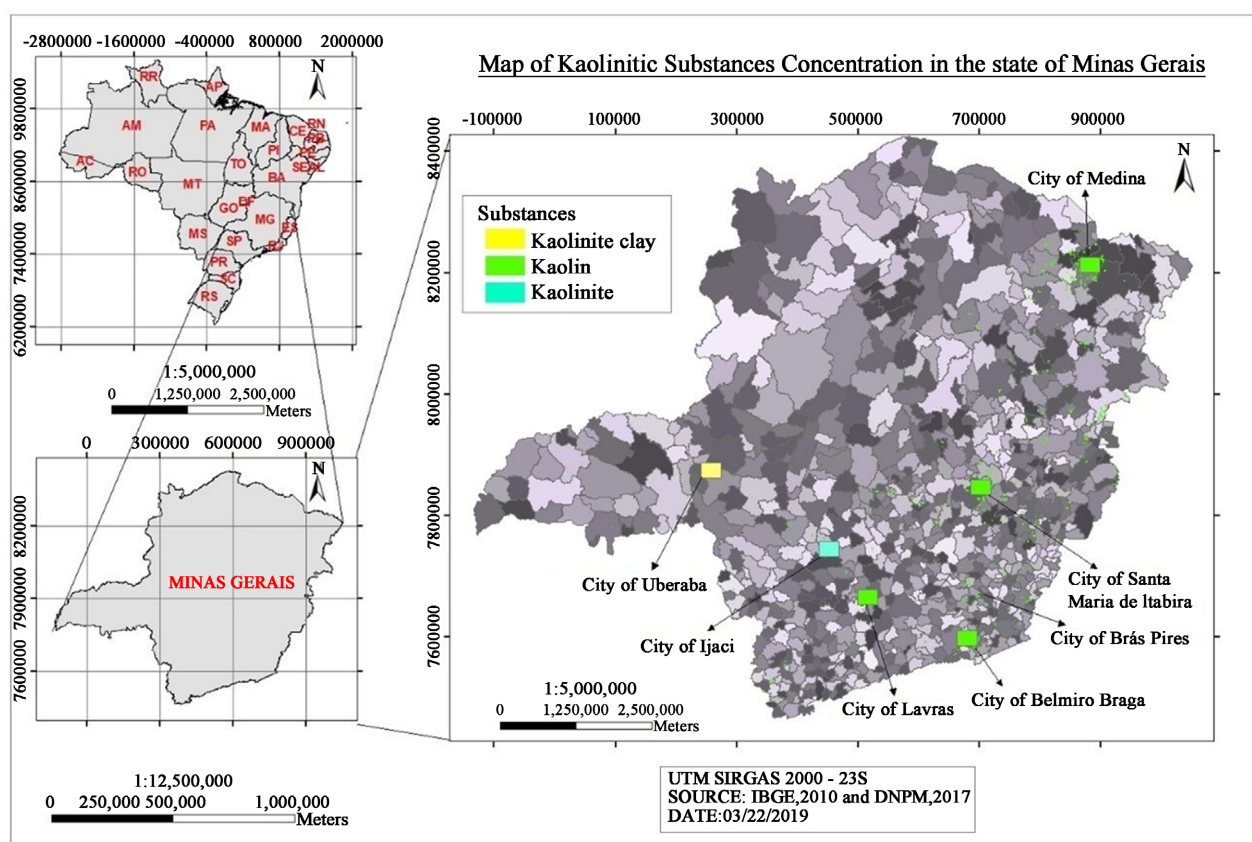 -2800000 -1600000 -400000 800000 2000000
9800000
8600000
7400000
6200000
N
RR
AP
AM
PA
MA
CE
RN
PB
PE
PI
AC
RO
TO
SE
AL
BA
MT
GO
DF
MG
ES
MS
SP
RJ
PR
SC
RS
1:5,000,000
0 1,250,000 2,500,000
Meters
0 300000 600000 900000
8200000
7900000
7600000
N
MINAS GERAIS
1:12,500,000
0 250,000 500,000 1,000,000
Meters
Map of Kaolinitic Substances Concentration in the state of Minas Gerais
-100000 100000 300000 500000 700000 900000
8400000
8200000
8000000
7800000
7600000
N
Substances
Kaolinite clay
Kaolin
Kaolinite
City of Medina
City of Uberaba
City of Ijaci
City of Lavras
City of Santa
Maria de ltabira
City of Brás Pires
City of Belmiro Braga
1:5,000,000
0 1,250,000 2,500,000
Meters
UTM SIRGAS 2000 - 23S
SOURCE: IBGE,2010 and DNPM,2017
DATE:03/22/2019